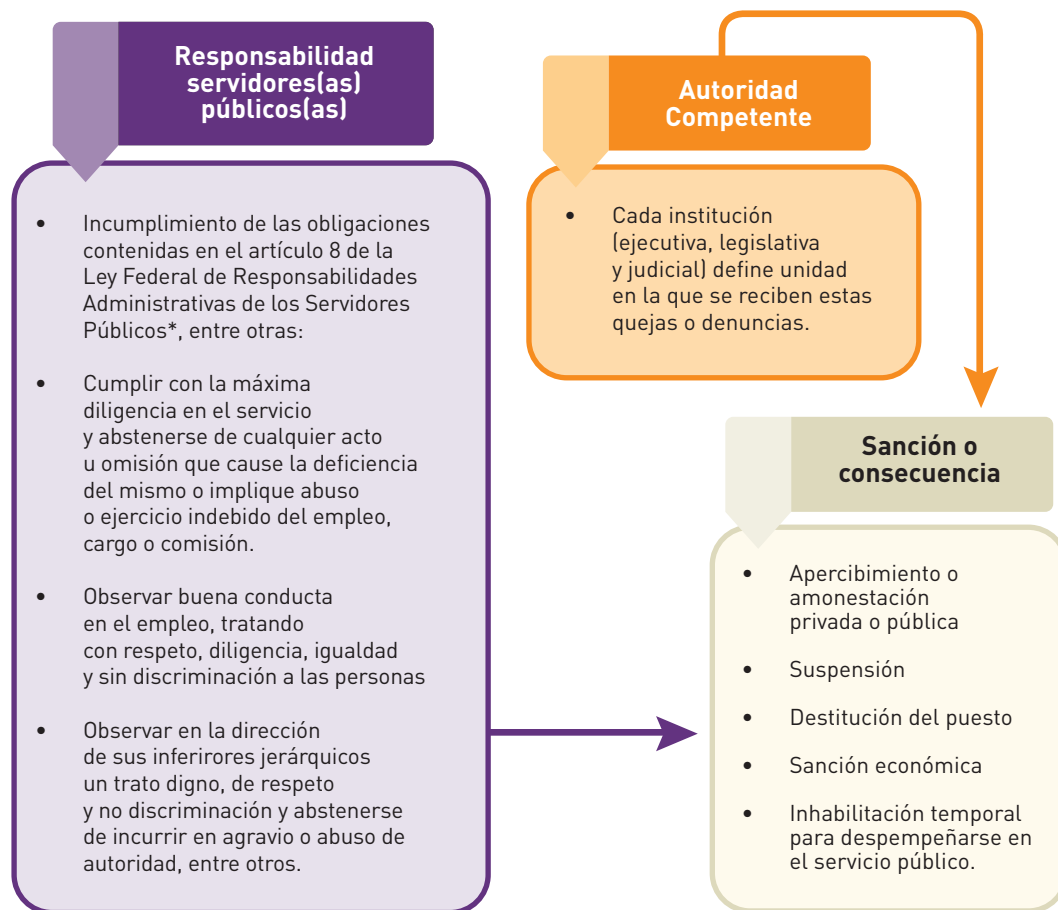 Responsabilidad
servidores(as)
públicos(as)
• Incumplimiento de las obligaciones
contenidas en el artículo 8 de la
Ley Federal de Responsabilidades
Administrativas de los Servidores
Públicos*, entre otras:
• Cumplir con la máxima
diligencia en el servicio
y abstenerse de cualquier acto
u omisión que cause la deficiencia
del mismo o implique abuso
o ejercicio indebido del empleo,
cargo o comisión.
• Observar buena conducta
en el empleo, tratando
con respeto, diligencia, igualdad
y sin discriminación a las personas
• Observar en la dirección
de sus inferirores jerárquicos
un trato digno, de respeto
y no discriminación y abstenerse
de incurrir en agravio o abuso de
autoridad, entre otros.
Autoridad
Competente
• Cada institución
(ejecutiva, legislativa
y judicial) define unidad
en la que se reciben estas
quejas o denuncias.
Sanción o
consecuencia
• Apercibimiento o
amonestación
privada o pública
• Suspensión
• Destitución del puesto
• Sanción económica
• Inhabilitación temporal
para despempeñarse en
el servicio público.